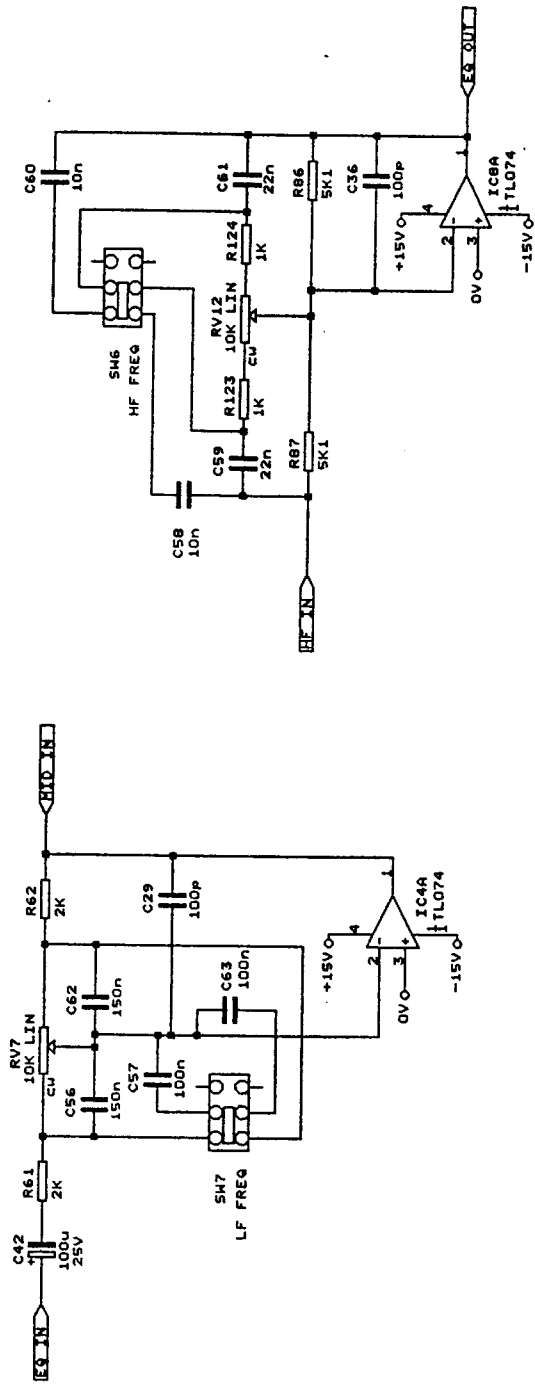 EQ IN
C42
100u
25V
+
R61
2K
RV7
10K LIN
CW
R62
2K
MID IN
C56
150n
C62
150n
C57
100n
C63
100n
C29
100p
SW7
LF FREQ
+15V
4
2
-
3
+
0V
1
11
IC4A
TL074
-15V
HF IN
C58
10n
C59
22n
R123
1K
RV12
10K LIN
CW
R124
1K
C61
22n
C60
10n
SW6
HF FREQ
R87
5K1
R86
5K1
C36
100p
+15V
4
2
-
3
+
0V
1
11
IC8A
TL074
-15V
EQ OUT